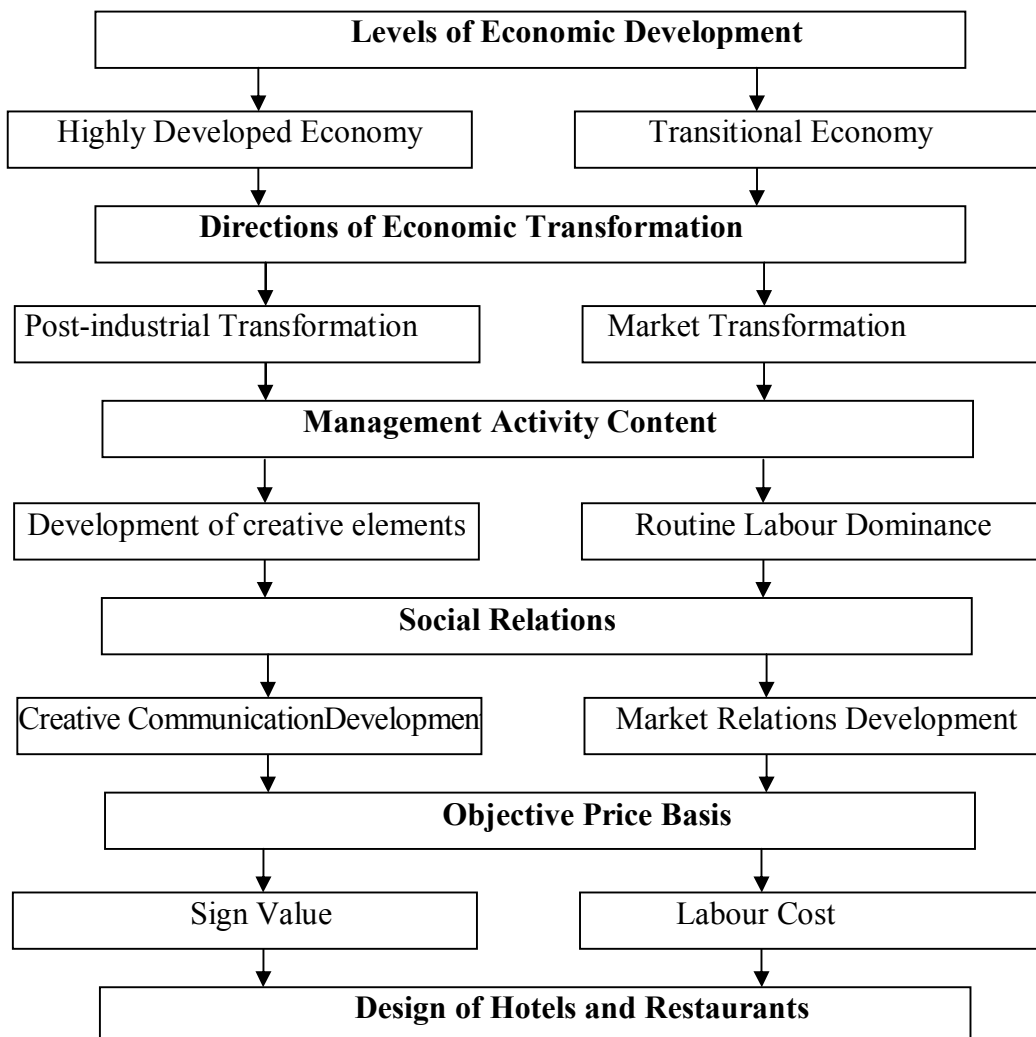 Levels of Economic Development
Highly Developed Economy
Transitional Economy
Directions of Economic Transformation
Post-industrial Transformation
Market Transformation
Management Activity Content
Development of creative elements
Routine Labour Dominance
Social Relations
Creative CommunicationDevelopment
Market Relations Development
Objective Price Basis
Sign Value
Labour Cost
Design of Hotels and Restaurants